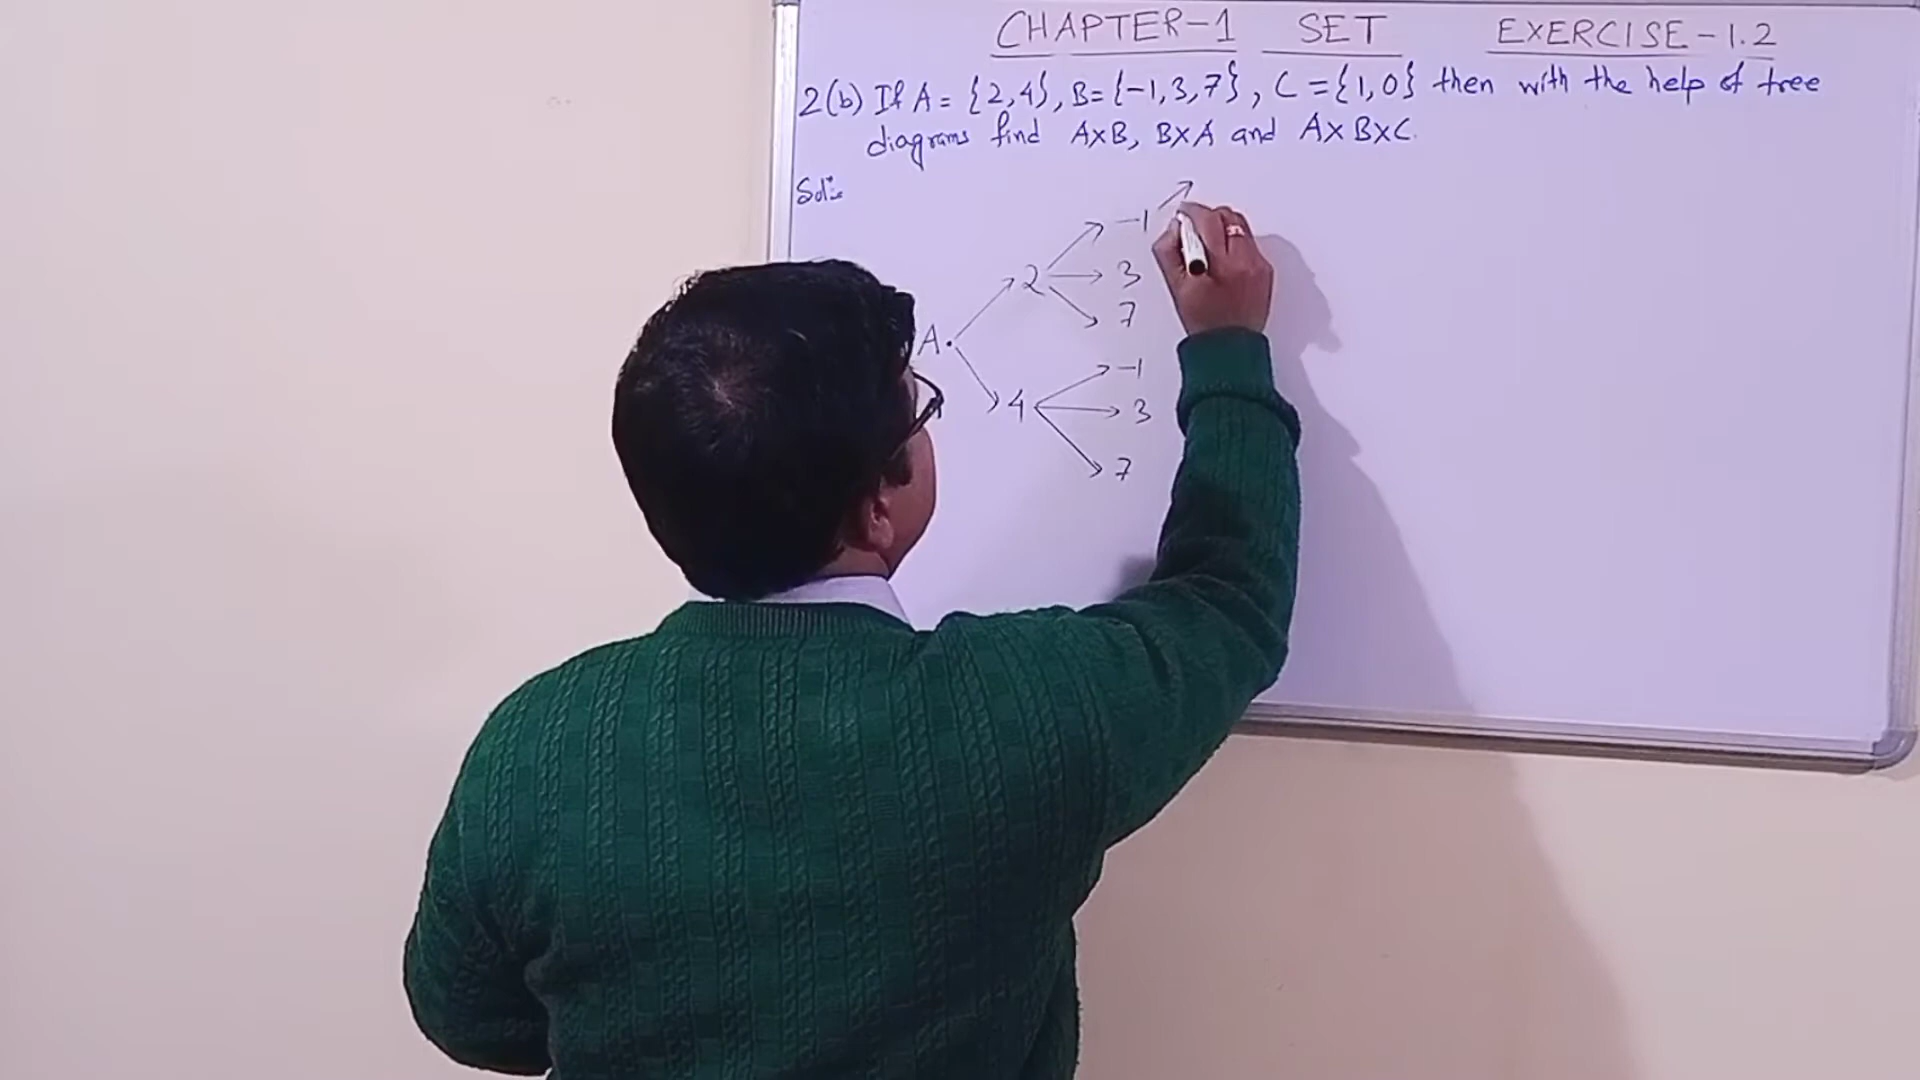 CHAPTER-1 SET EXERCISE-1.2
2(b) If A = {2,4}, B={-1,3,7}, C={1,0} then with the help of tree
diagrams find A×B, B×A and A×B×C.
Sol:-
-1
2 3
7
A.
-1
4 3
7